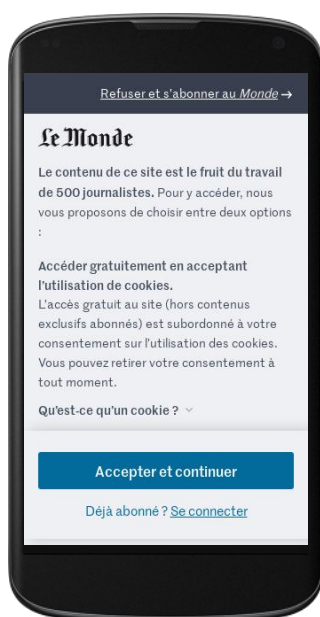 Refuser et s'abonner au Monde →
Le Monde
Le contenu de ce site est le fruit du travail
de 500 journalistes. Pour y accéder, nous
vous proposons de choisir entre deux options
:
Accéder gratuitement en acceptant
l'utilisation de cookies.
L'accès gratuit au site (hors contenus
exclusifs abonnés) est subordonné à votre
consentement sur l'utilisation des cookies.
Vous pouvez retirer votre consentement à
tout moment.
Qu'est-ce qu'un cookie ?
Accepter et continuer
Déjà abonné ? Se connecter